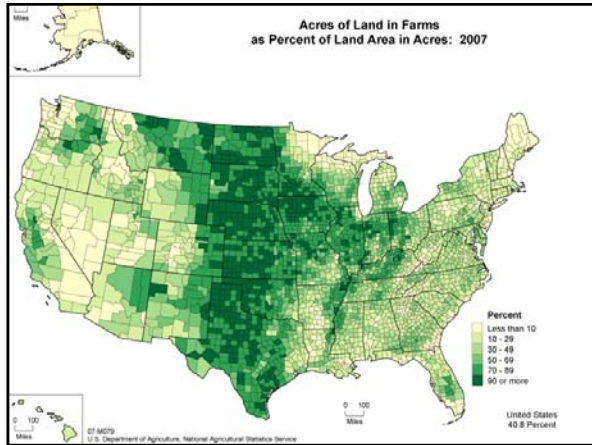 Miles
Acres of Land in Farms
as Percent of Land Area in Acres: 2007
Percent
Less than 10
10 - 29
30 - 49
50 - 69
70 - 89
90 or more
0 100
Miles
0 100
Miles
07-M079
U.S. Department of Agriculture, National Agricultural Statistics Service
United States
40.8 Percent